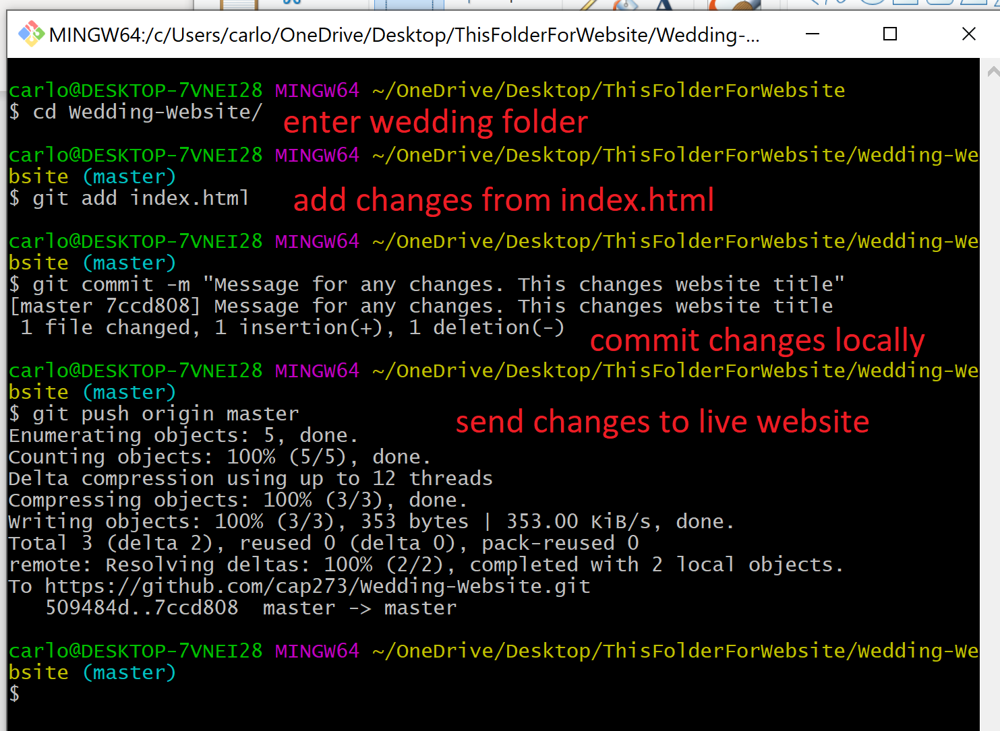 MINGW64:/c/Users/carlo/OneDrive/Desktop/ThisFolderForWebsite/Wedding-...
carlo@DESKTOP-7VNEI28 MINGW64 ~/OneDrive/Desktop/ThisFolderForWebsite
$ cd Wedding-Website/
enter wedding folder
carlo@DESKTOP-7VNEI28 MINGW64 ~/OneDrive/Desktop/ThisFolderForWebsite/Wedding-We
bsite (master)
$ git add index.html
add changes from index.html
carlo@DESKTOP-7VNEI28 MINGW64 ~/OneDrive/Desktop/ThisFolderForWebsite/Wedding-We
bsite (master)
$ git commit -m "Message for any changes. This changes website title"
[master 7ccd808] Message for any changes. This changes website title
1 file changed, 1 insertion(+), 1 deletion(-)
commit changes locally
carlo@DESKTOP-7VNEI28 MINGW64 ~/OneDrive/Desktop/ThisFolderForWebsite/Wedding-We
bsite (master)
$ git push origin master
send changes to live website
Enumerating objects: 5, done.
Counting objects: 100% (5/5), done.
Delta compression using up to 12 threads
Compressing objects: 100% (3/3), done.
Writing objects: 100% (3/3), 353 bytes | 353.00 KiB/s, done.
Total 3 (delta 2), reused 0 (delta 0), pack-reused 0
remote: Resolving deltas: 100% (2/2), completed with 2 local objects.
To https://github.com/cap273/Wedding-Website.git
509484d..7ccd808  master -> master
carlo@DESKTOP-7VNEI28 MINGW64 ~/OneDrive/Desktop/ThisFolderForWebsite/Wedding-We
bsite (master)
$